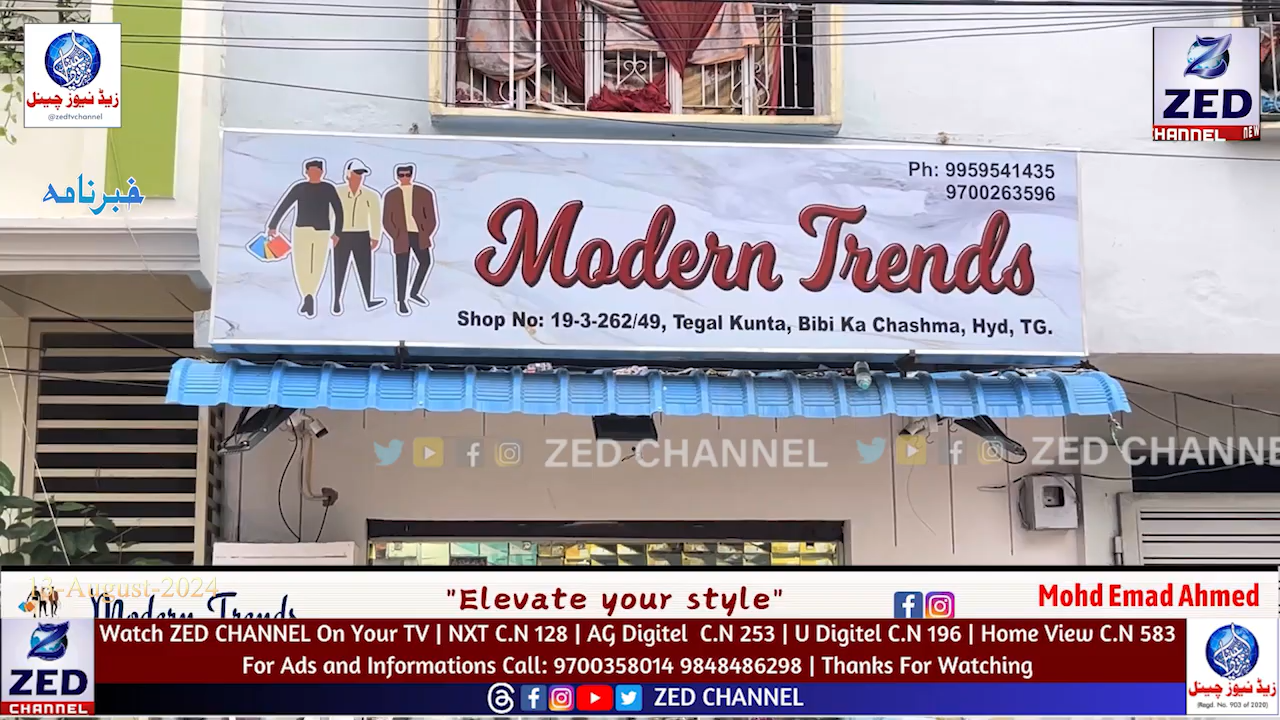 زیڈ نیوز چینل
@zedtvchannel
ZED
CHANNEL NEW
خبرنامہ
Ph: 9959541435
9700263596
Modern Trends
Shop No: 19-3-262/49, Tegal Kunta, Bibi Ka Chashma, Hyd, TG.
ZED CHANNEL
ZED CHANNE
13-August-2024
Modern Trends
"Elevate your style"
Mohd Emad Ahmed
Watch ZED CHANNEL On Your TV | NXT C.N 128 | AG Digitel C.N 253 | U Digitel C.N 196 | Home View C.N 583
For Ads and Informations Call: 9700358014 9848486298 | Thanks For Watching
ZED
CHANNEL
ZED CHANNEL
زیڈ نیوز چینل
(Regd. No. 903 of 2020)